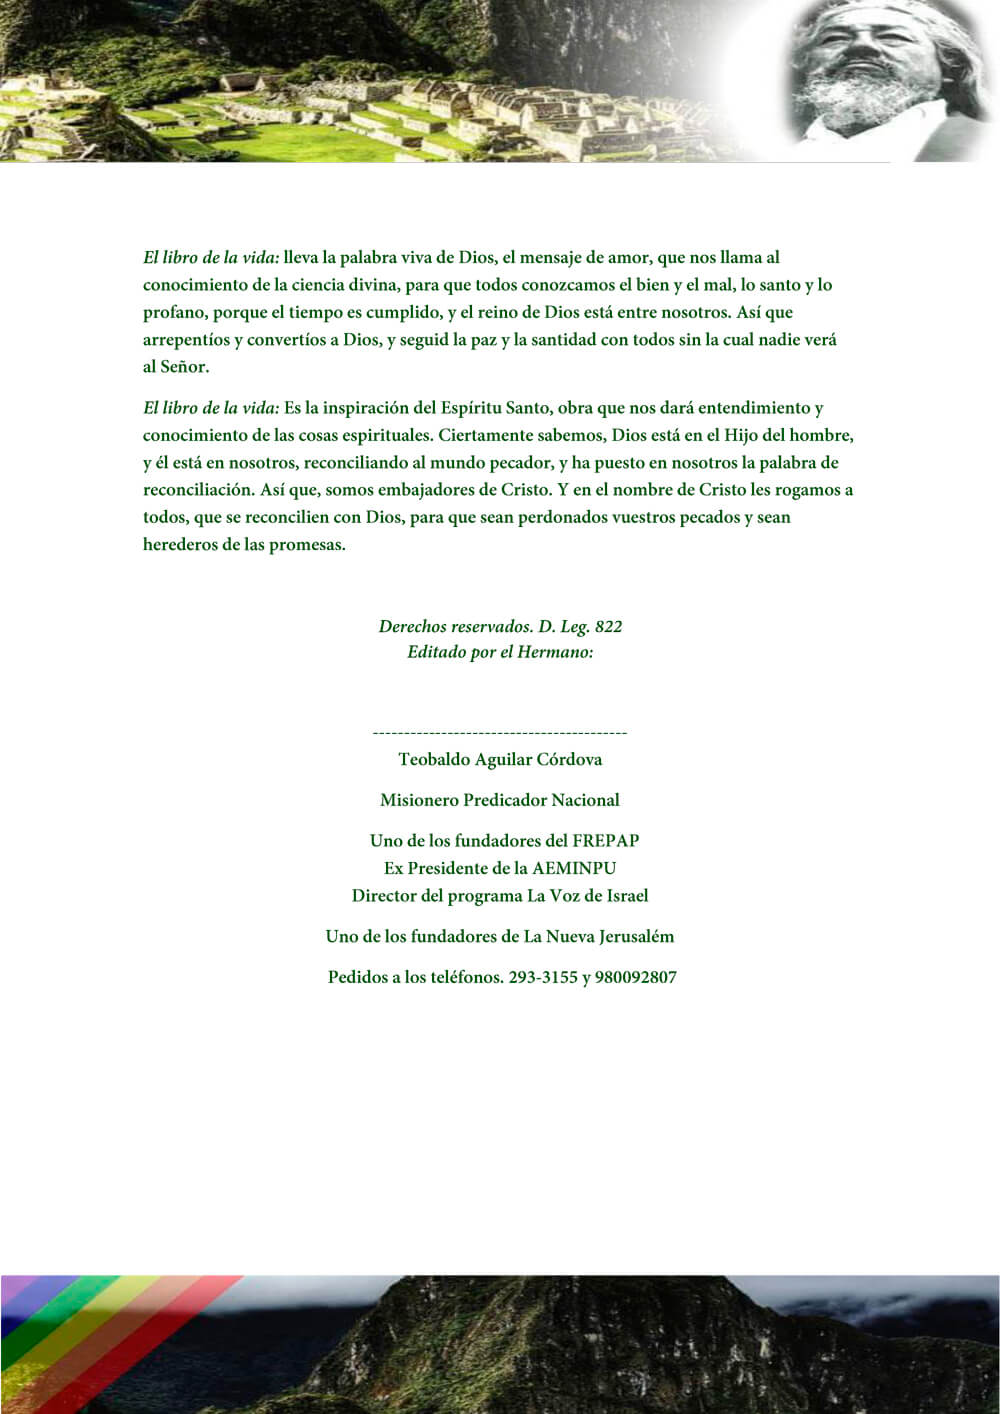 El libro de la vida: lleva la palabra viva de Dios, el mensaje de amor, que nos llama al
conocimiento de la ciencia divina, para que todos conozcamos el bien y el mal, lo santo y lo
profano, porque el tiempo es cumplido, y el reino de Dios está entre nosotros. Así que
arrepentíos y convertíos a Dios, y seguid la paz y la santidad con todos sin la cual nadie verá
al Señor.
El libro de la vida: Es la inspiración del Espíritu Santo, obra que nos dará entendimiento y
conocimiento de las cosas espirituales. Ciertamente sabemos, Dios está en el Hijo del hombre,
y él está en nosotros, reconciliando al mundo pecador, y ha puesto en nosotros la palabra de
reconciliación. Así que, somos embajadores de Cristo. Y en el nombre de Cristo les rogamos a
todos, que se reconcilien con Dios, para que sean perdonados vuestros pecados y sean
herederos de las promesas.
Derechos reservados. D. Leg. 822
Editado por el Hermano:
-----------------------------------------
Teobaldo Aguilar Córdova
Misionero Predicador Nacional
Uno de los fundadores del FREPAP
Ex Presidente de la AEMINPU
Director del programa La Voz de Israel
Uno de los fundadores de La Nueva Jerusalém
Pedidos a los teléfonos. 293-3155 y 980092807